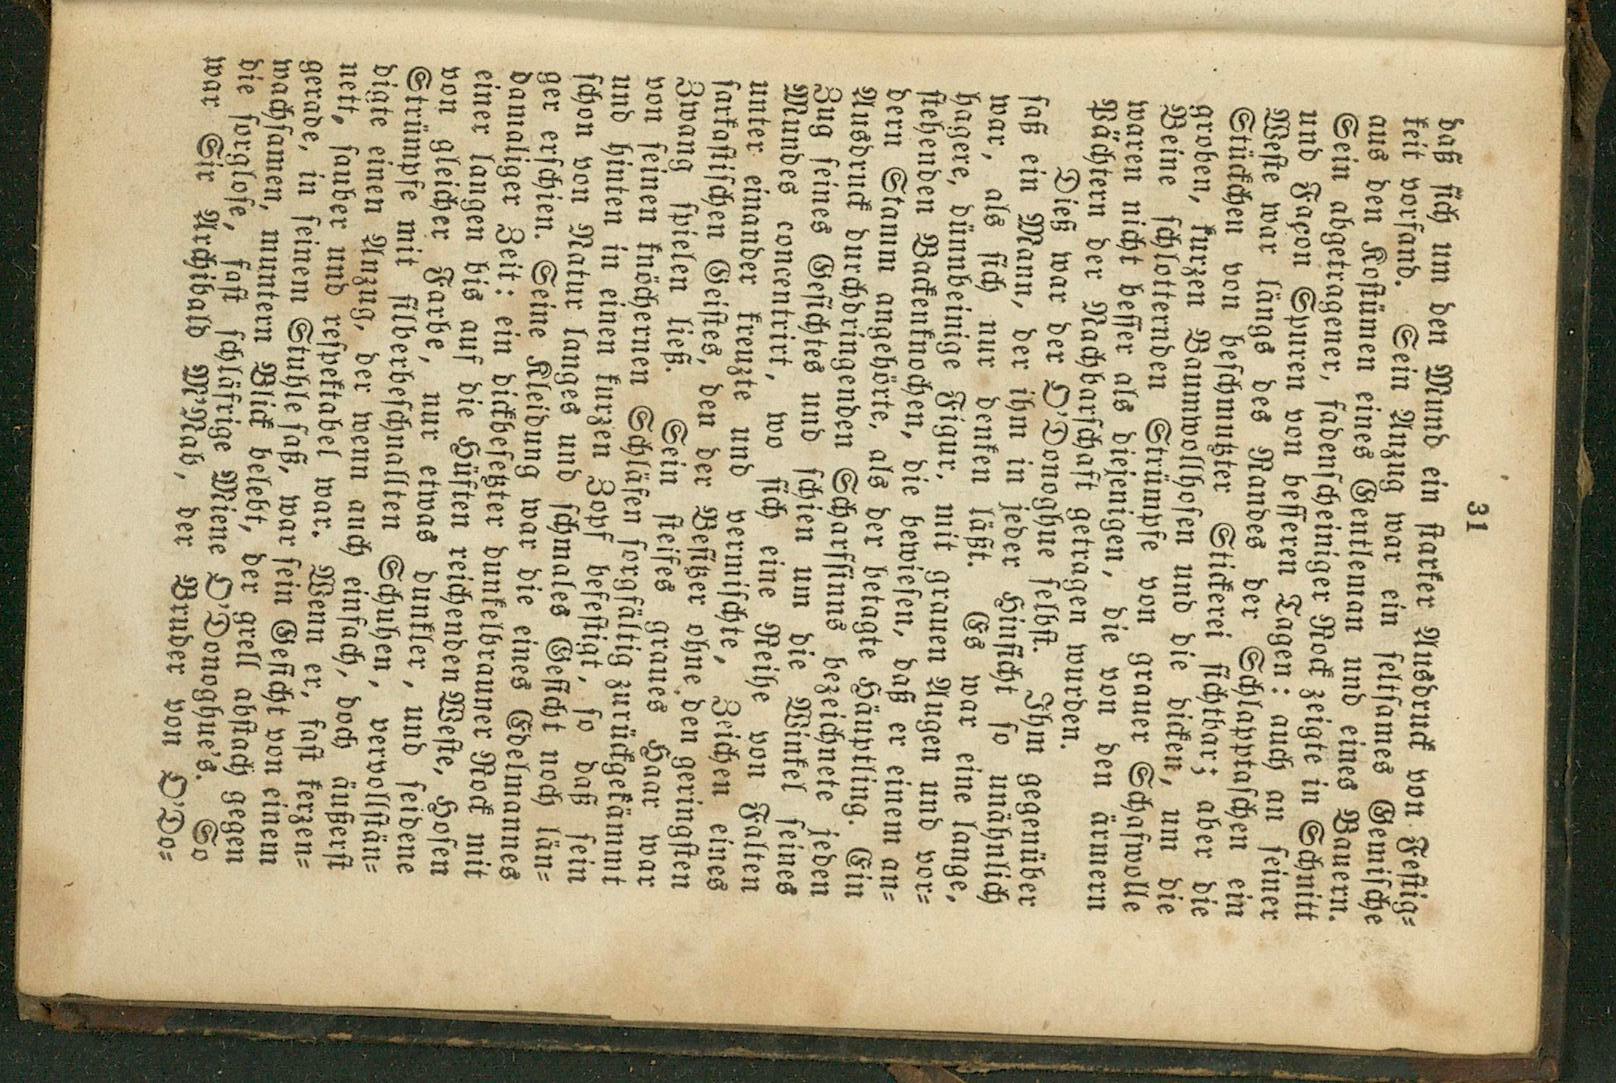 31
daß sich um den Mund ein starker Ausdruck von Festig=
keit vorfand. Sein Anzug war ein seltsames Gemische
aus den Kostümen eines Gentleman und eines Bauern.
Sein abgetragener, fadenscheiniger Rock zeigte in Schnitt
und Façon Spuren von besseren Tagen: auch an seiner
Weste war längs des Randes der Schlapptaschen ein
Stückchen von beschmutzter Stickerei sichtbar; aber die
groben, kurzen Baumwollhosen und die dicken, um die
Beine schlotternden Strümpfe von grauer Schafwolle
waren nicht besser als diejenigen, die von den ärmern
Pächtern der Nachbarschaft getragen wurden.
Dieß war der O'Donoghue selbst. Ihm gegenüber
saß ein Mann, der ihm in jeder Hinsicht so unähnlich
war, als sich nur denken läßt. Es war eine lange,
hagere, dünnbeinige Figur, mit grauen Augen und vor=
stehenden Backenknochen, die bewiesen, daß er einem an=
dern Stamm angehörte, als der betagte Häuptling. Ein
Ausdruck durchdringenden Scharfsinns bezeichnete jeden
Zug seines Gesichtes und schien um die Winkel seines
Mundes concentrirt, wo sich eine Reihe von Falten
unter einander kreuzte und vermischte, Zeichen eines
sarkastischen Geistes, den der Besitzer ohne den geringsten
Zwang spielen ließ. Sein steifes graues Haar war
von seinen knöchernen Schläfen sorgfältig zurückgekämmt
und hinten in einen kurzen Zopf befestigt, so daß sein
schon von Natur langes und schmales Gesicht noch län=
ger erschien. Seine Kleidung war die eines Edelmannes
damaliger Zeit: ein dickbesetzter dunkelbrauner Rock mit
einer langen bis auf die Hüften reichenden Weste, Hosen
von gleicher Farbe, nur etwas dunkler, und seidene
Strümpfe mit silberbeschnallten Schuhen, vervollstän=
digte einen Anzug, der wenn auch einfach, doch äußerst
nett, sauber und respektabel war. Wenn er, fast kerzen=
gerade, in seinem Stuhle saß, war sein Gesicht von einem
wachsamen, muntern Blick belebt, der grell abstach gegen
die sorglose, fast schläfrige Miene O'Donoghue's. So
war Sir Archibald M'Nab, der Bruder von O'Do=